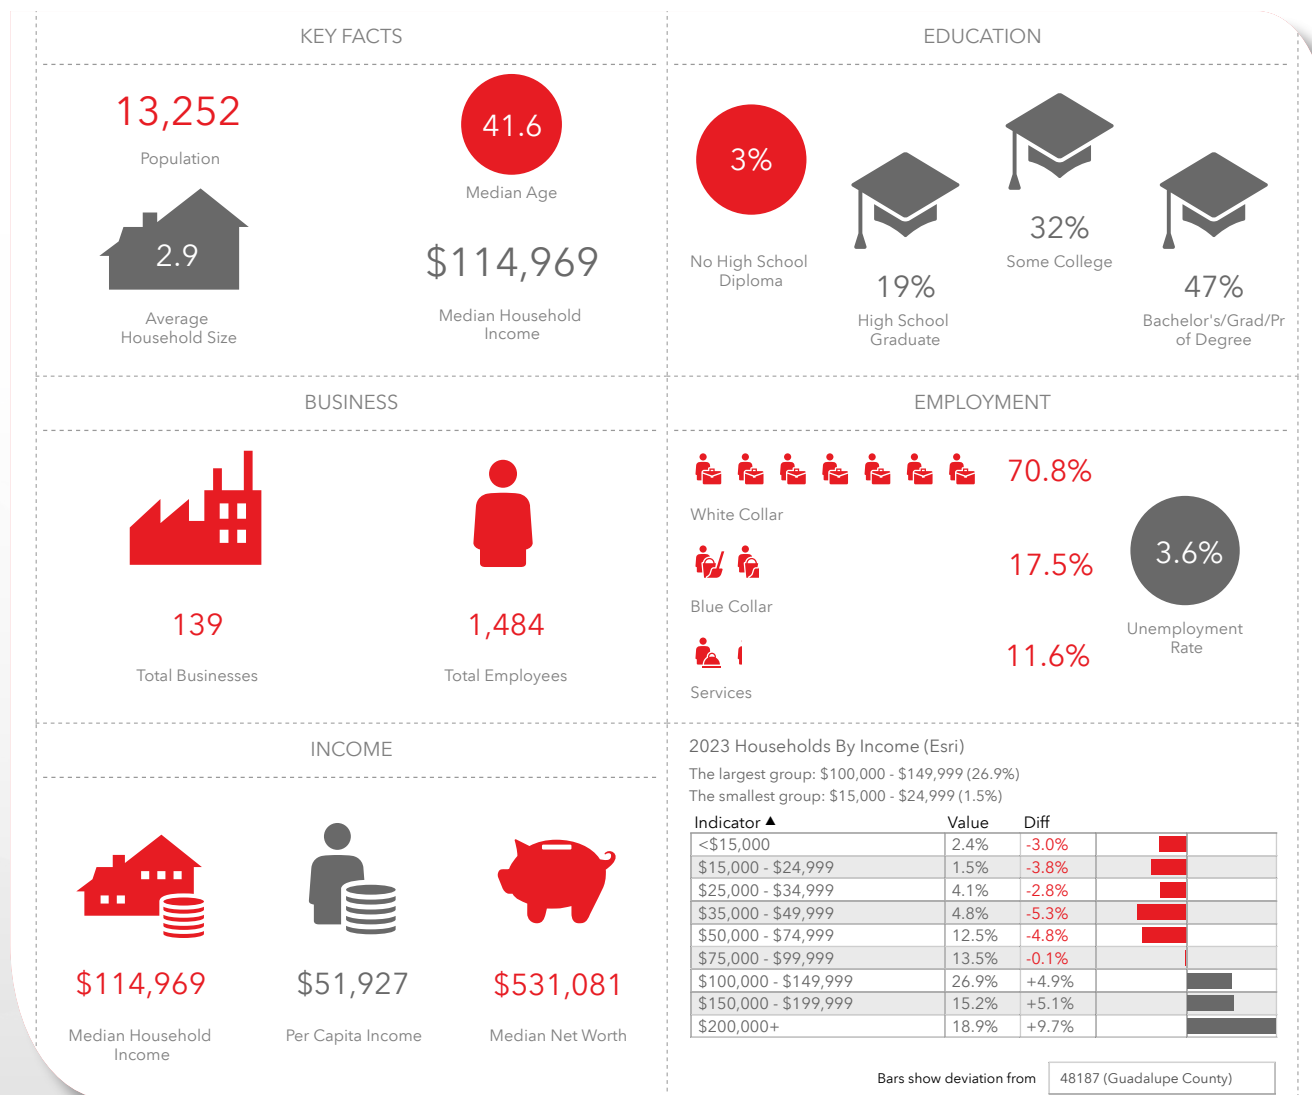 KEY FACTS
13,252
Population
41.6
Median Age
2.9
Average
Household Size
$114,969
Median Household
Income
EDUCATION
3%
No High School
Diploma
19%
High School
Graduate
32%
Some College
47%
Bachelor's/Grad/Pr
of Degree
BUSINESS
139
Total Businesses
1,484
Total Employees
EMPLOYMENT
70.8%
White Collar
17.5%
Blue Collar
11.6%
Services
3.6%
Unemployment
Rate
INCOME
$114,969
Median Household
Income
$51,927
Per Capita Income
$531,081
Median Net Worth
2023 Households By Income (Esri)
The largest group: $100,000 - $149,999 (26.9%)
The smallest group: $15,000 - $24,999 (1.5%)
Indicator ▲ Value Diff
<$15,000 2.4% -3.0%
$15,000 - $24,999 1.5% -3.8%
$25,000 - $34,999 4.1% -2.8%
$35,000 - $49,999 4.8% -5.3%
$50,000 - $74,999 12.5% -4.8%
$75,000 - $99,999 13.5% -0.1%
$100,000 - $149,999 26.9% +4.9%
$150,000 - $199,999 15.2% +5.1%
$200,000+ 18.9% +9.7%
Bars show deviation from 48187 (Guadalupe County)